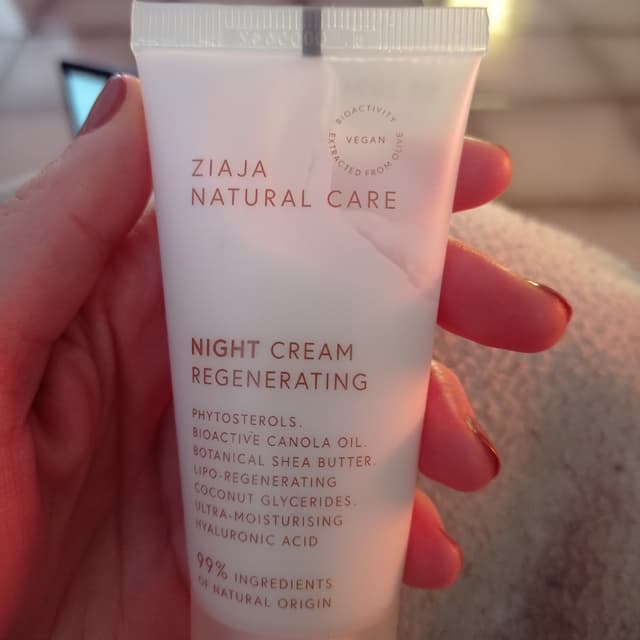 BIOACTIVITY
VEGAN
EXTRACTED FROM OLIVE
ZIAJA
NATURAL CARE
NIGHT CREAM
REGENERATING
PHYTOSTEROLS.
BIOACTIVE CANOLA OIL.
BOTANICAL SHEA BUTTER.
LIPO-REGENERATING
COCONUT GLYCERIDES.
ULTRA-MOISTURISING
HYALURONIC ACID
99% INGREDIENTS
OF NATURAL ORIGIN